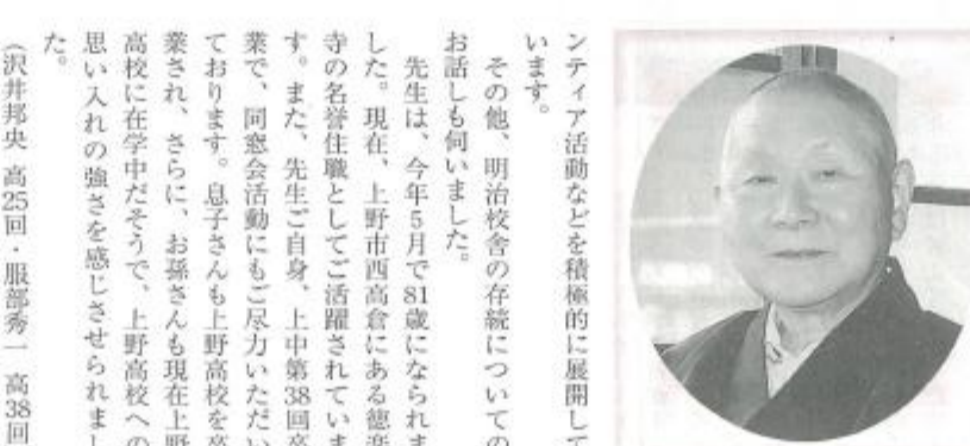 ンティア活動などを積極的に展開して
います。
その他、明治校舎の存続についての
お話しも伺いました。
先生は、今年5月で81歳になられま
した。現在、上野市西高倉にある徳楽
寺の名誉住職としてご活躍されていま
す。また、先生ご自身、上中第38回卒
業で、同窓会活動にもご尽力いただい
ております。息子さんも上野高校を卒
業され、さらに、お孫さんも現在上野
高校に在学中だそうで、上野高校への
思い入れの強さを感じさせられまし
た。
(沢井邦央 高25回・服部秀一 高38回